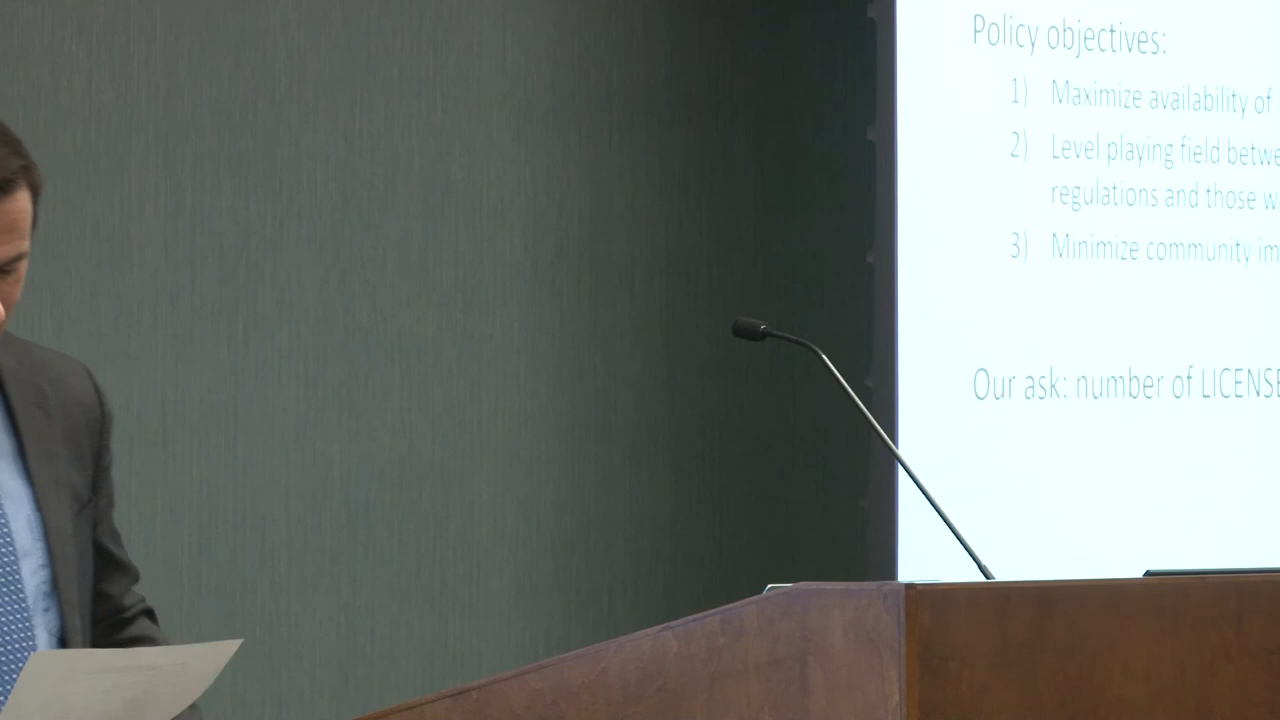 Policy objectives:
1) Maximize availability of
2) Level playing field betwe
regulations and those w
3) Minimize community im
Our ask: number of LICENSE